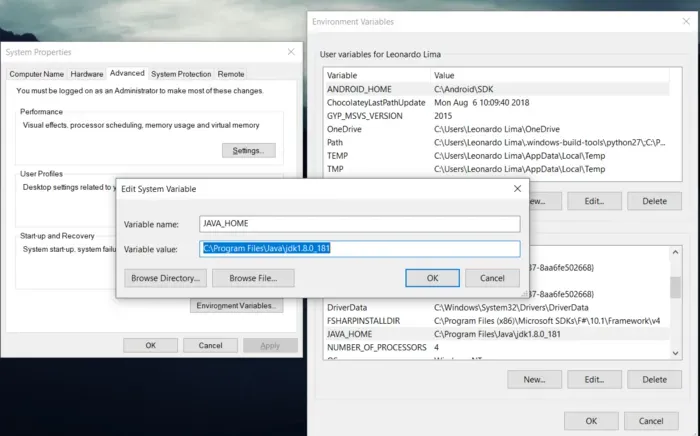 System Properties
Computer Name Hardware Advanced System Protection Remote
You must be logged on as an Administrator to make most of these changes.
Performance
Visual effects, processor scheduling, memory usage and virtual memory
Settings...
User Profiles
Desktop settings related to
Start-up and Recovery
System start-up, system
Environment Variables...
OK Cancel Apply
Edit System Variable
Variable name: JAVA_HOME
Variable value: C:\Program Files\Java\jdk1.8.0_181
Browse Directory... Browse File... OK Cancel
Environment Variables
User variables for Leonardo Lima
Variable Value
ANDROID_HOME C:\Android\SDK
ChocolateyLastPathUpdate Mon Aug 6 10:09:40 2018
GYP_MSVS_VERSION 2015
OneDrive C:\Users\Leonardo Lima\OneDrive
Path C:\Users\Leonardo Lima\.windows-build-tools\python27\;C:\P...
TEMP C:\Users\Leonardo Lima\AppData\Local\Temp
TMP C:\Users\Leonardo Lima\AppData\Local\Temp
Edit... Delete
37-8aa6fe502668)
37-8aa6fe502668)
DriverData C:\Windows\System32\Drivers\DriverData
FSHARPINSTALLDIR C:\Program Files (x86)\Microsoft SDKs\F#\10.1\Framework\v4
JAVA_HOME C:\Program Files\Java\jdk1.8.0_181
NUMBER_OF_PROCESSORS 4
New... Edit... Delete
OK Cancel